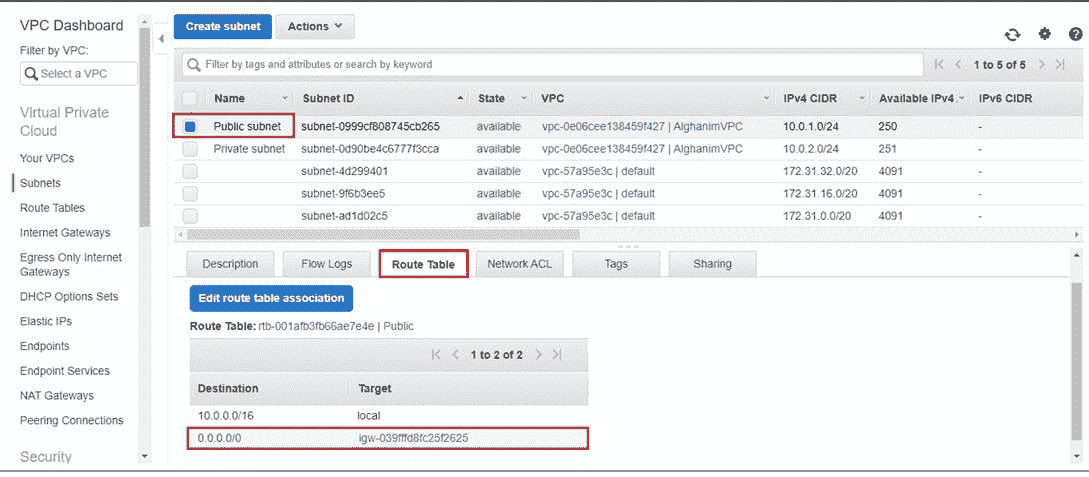 VPC Dashboard
Filter by VPC:
Select a VPC
Virtual Private
Cloud
Your VPCs
Subnets
Route Tables
Internet Gateways
Egress Only Internet
Gateways
DHCP Options Sets
Elastic IPs
Endpoints
Endpoint Services
NAT Gateways
Peering Connections
Security
Create subnet Actions
Filter by tags and attributes or search by keyword 1 to 5 of 5
Name Subnet ID State VPC IPv4 CIDR Available IPv4 IPv6 CIDR
Public subnet subnet-0999cf808745cb265 available vpc-0e06cee138459f427 | AlghanimVPC 10.0.1.0/24 250 -
Private subnet subnet-0d90be4c6777f3cca available vpc-0e06cee138459f427 | AlghanimVPC 10.0.2.0/24 251 -
subnet-4d299401 available vpc-57a95e3c | default 172.31.32.0/20 4091 -
subnet-9f6b3ee5 available vpc-57a95e3c | default 172.31.16.0/20 4091 -
subnet-ad1d02c5 available vpc-57a95e3c | default 172.31.0.0/20 4091 -
Description Flow Logs Route Table Network ACL Tags Sharing
Edit route table association
Route Table: rtb-001afb3fb66ae7e4e | Public
1 to 2 of 2
Destination Target
10.0.0.0/16 local
0.0.0.0/0 igw-039fffd8fc25f2625